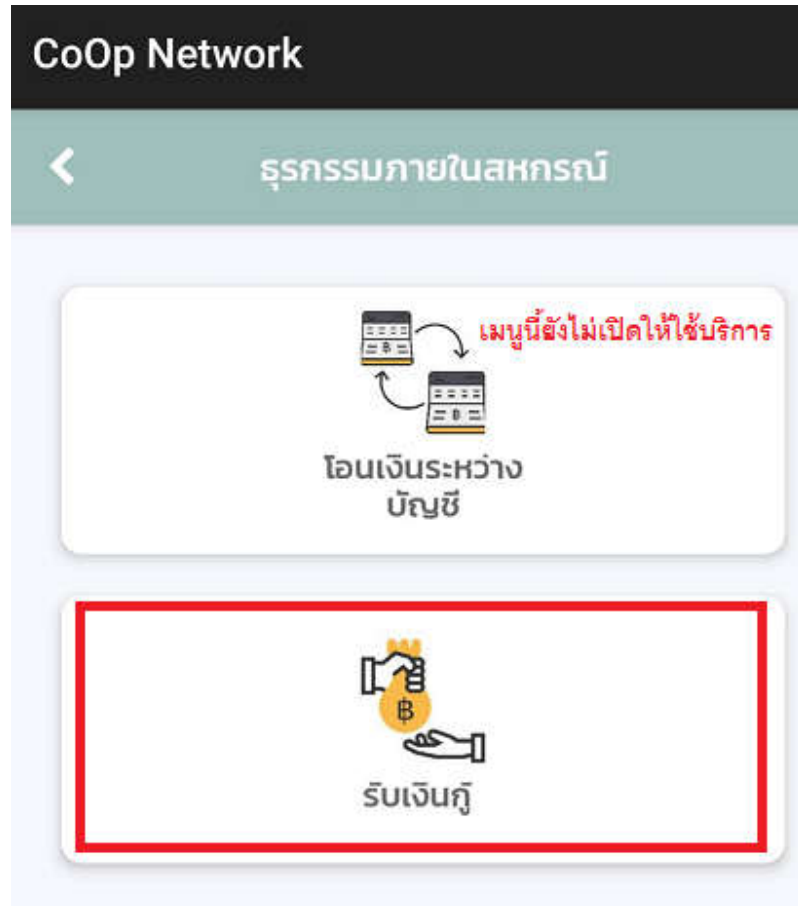 CoOp Network
ธุรกรรมภายในสหกรณ์
เมนูนี้ยังไม่เปิดให้ใช้บริการ
โอนเงินระหว่าง
บัญชี
฿
รับเงินกู้